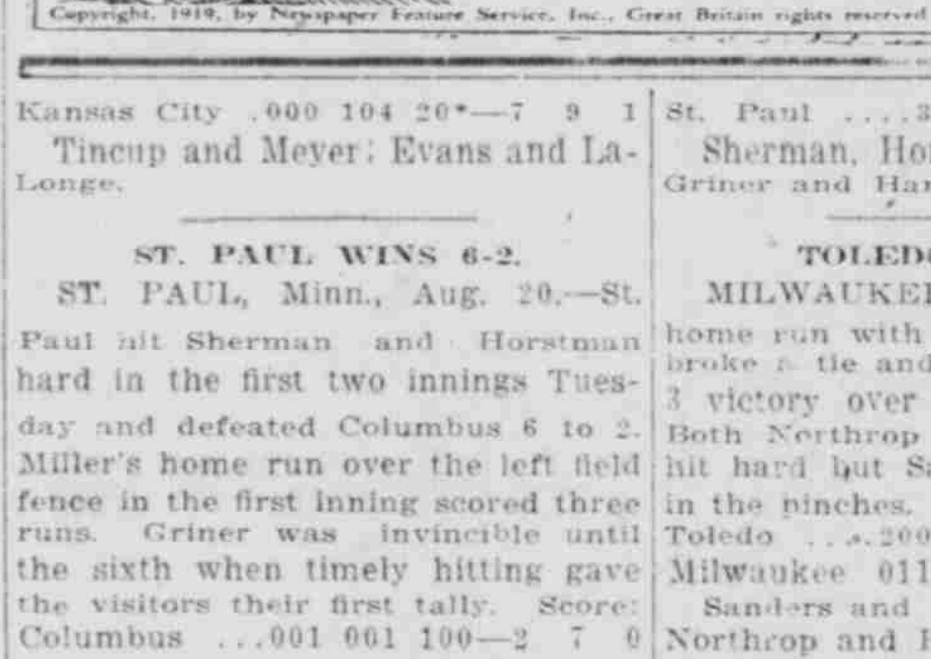 Copyright, 1919, by Newspaper Feature Service, Inc., Great Britain rights reserved
Kansas City .000 104 20*—7 9 1
Tincup and Meyer; Evans and La-
Longe.
ST. PAUL WINS 6-2.
ST. PAUL, Minn., Aug. 20.—St.
Paul hit Sherman and Horstman
hard in the first two innings Tues-
day and defeated Columbus 6 to 2.
Miller's home run over the left field
fence in the first inning scored three
runs. Griner was invincible until
the sixth when timely hitting gave
the visitors their first tally. Score:
Columbus ...001 001 100—2 7 0
St. Paul ....3
Sherman, Hor
Griner and Har
TOLEDO
MILWAUKEE
home run with
broke a tie and
3 victory over
Both Northrop
hit hard but Sa
in the pinches.
Toledo ...200
Milwaukee 011
Sanders and
Northrop and H